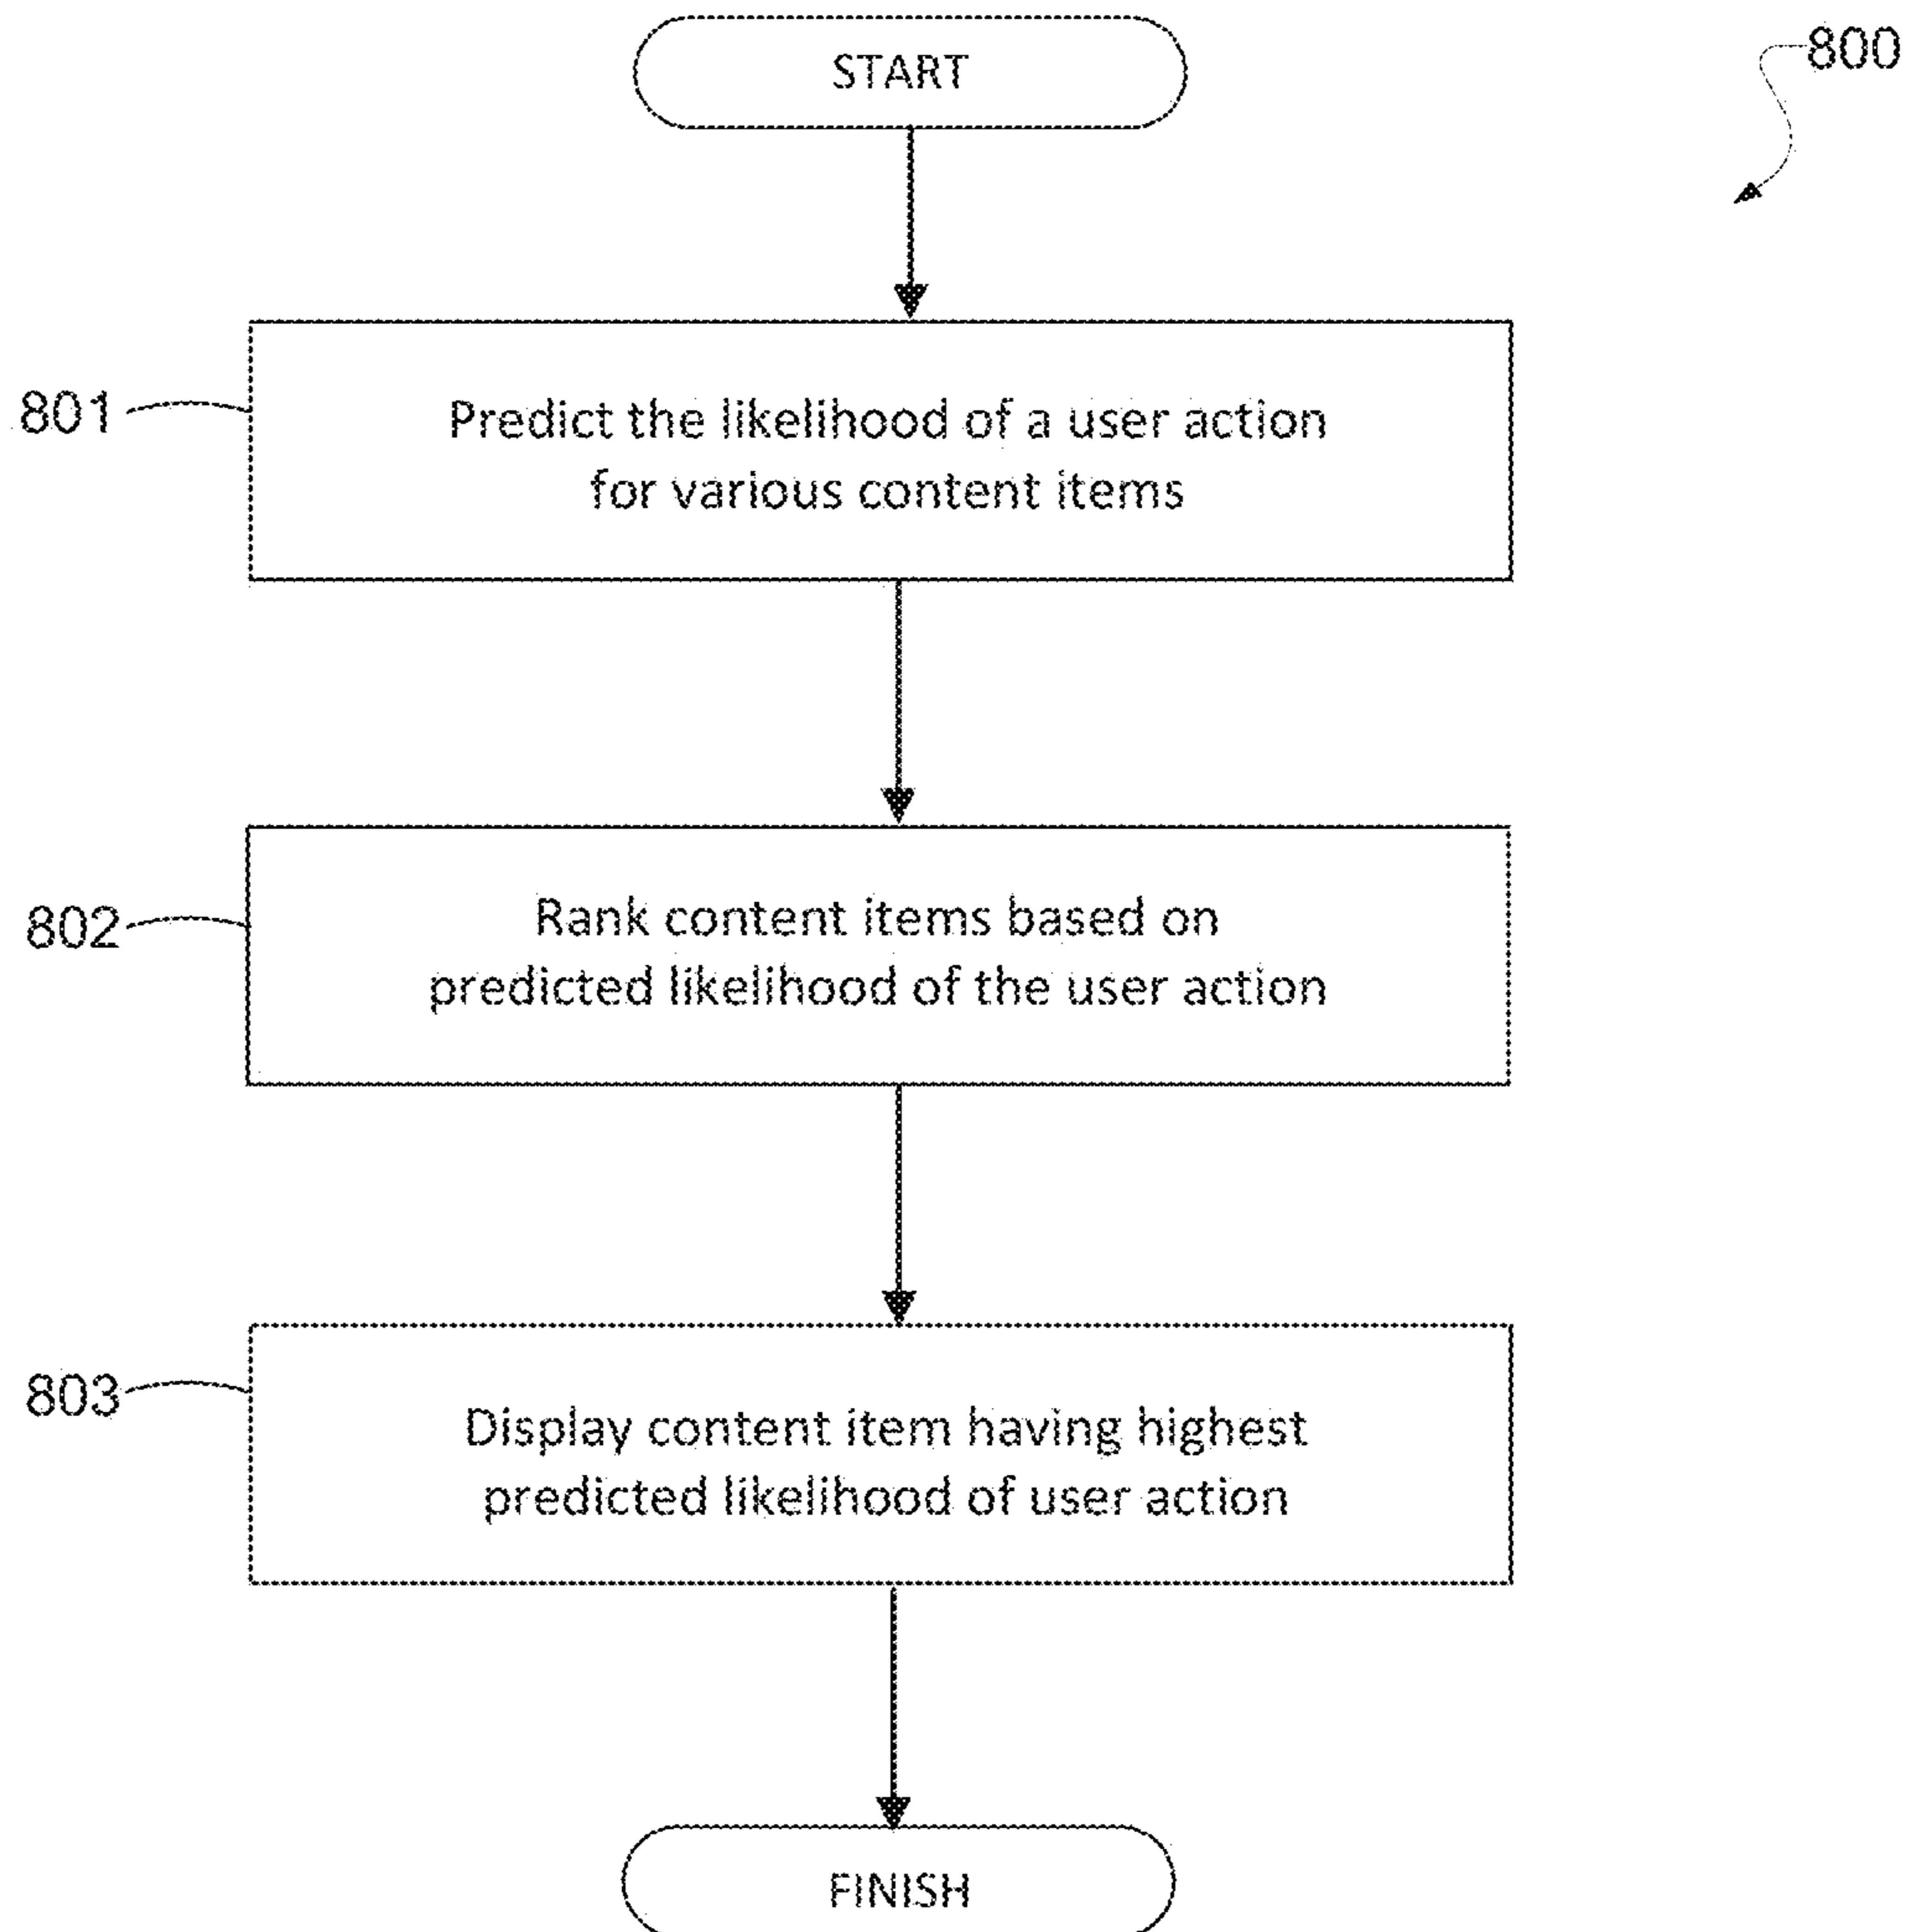 START
800
801
Predict the likelihood of a user action
for various content items
802
Rank content items based on
predicted likelihood of the user action
803
Display content item having highest
predicted likelihood of user action
FINISH